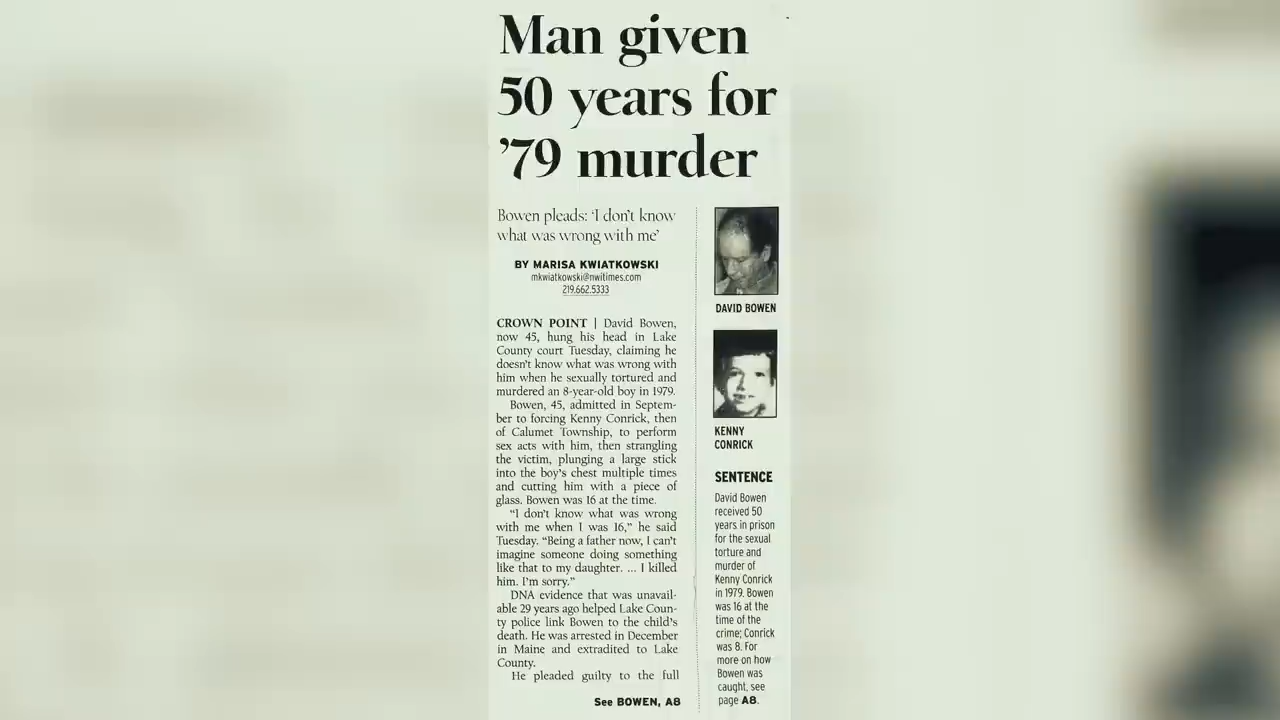 Man given
50 years for
’79 murder
Bowen pleads: ‘I don’t know
what was wrong with me’
BY MARISA KWIATKOWSKI
mkwiatkowski@nwitimes.com
219.662.5333
CROWN POINT | David Bowen,
now 45, hung his head in Lake
County court Tuesday, claiming he
doesn’t know what was wrong with
him when he sexually tortured and
murdered an 8-year-old boy in 1979.
Bowen, 45, admitted in Septem-
ber to forcing Kenny Conrick, then
of Calumet Township, to perform
sex acts with him, then strangling
the victim, plunging a large stick
into the boy’s chest multiple times
and cutting him with a piece of
glass. Bowen was 16 at the time.
“I don’t know what was wrong
with me when I was 16,” he said
Tuesday. “Being a father now, I can’t
imagine someone doing something
like that to my daughter. ... I killed
him. I’m sorry.”
DNA evidence that was unavail-
able 29 years ago helped Lake Coun-
ty police link Bowen to the child’s
death. He was arrested in December
in Maine and extradited to Lake
County.
He pleaded guilty to the full
See BOWEN, A8
DAVID BOWEN
KENNY
CONRICK
SENTENCE
David Bowen
received 50
years in prison
for the sexual
torture and
murder of
Kenny Conrick
in 1979. Bowen
was 16 at the
time of the
crime; Conrick
was 8. For
more on how
Bowen was
caught, see
page A8.